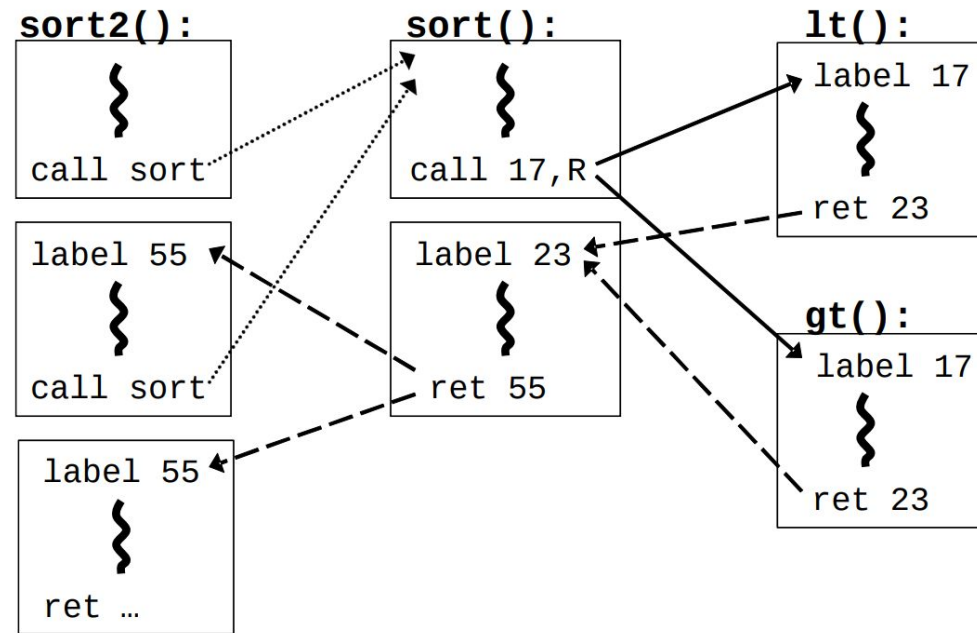 sort2():
call sort
label 55
call sort
label 55
ret …
sort():
call 17,R
label 23
ret 55
lt():
label 17
ret 23
gt():
label 17
ret 23